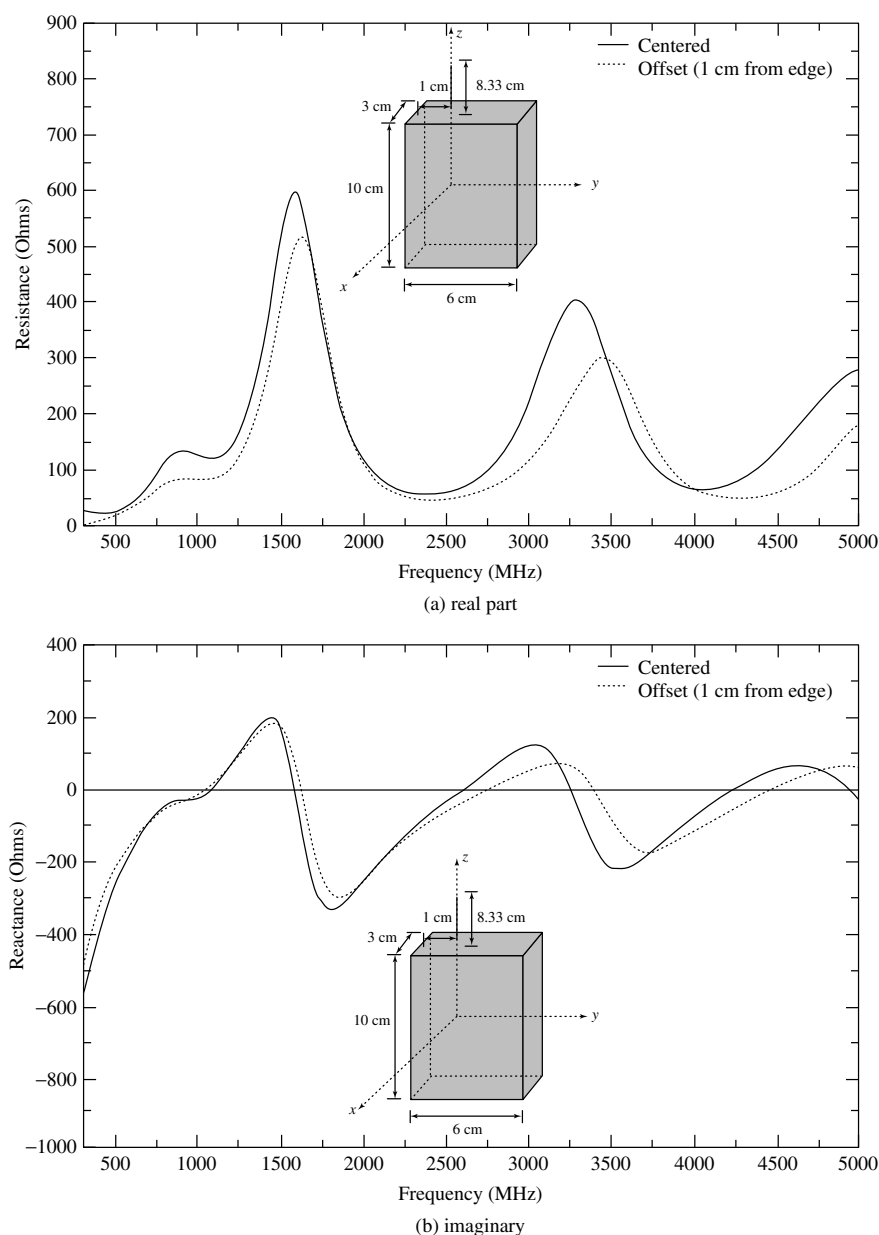 900
800
700
600
500
400
300
200
100
0
Resistance (Ohms)
Centered
Offset (1 cm from edge)
z
1 cm
8.33 cm
3 cm
10 cm
y
x
6 cm
500 1000 1500 2000 2500 3000 3500 4000 4500 5000
Frequency (MHz)
(a) real part
400
200
0
−200
−400
−600
−800
−1000
Reactance (Ohms)
Centered
Offset (1 cm from edge)
z
1 cm
8.33 cm
3 cm
10 cm
y
x
6 cm
500 1000 1500 2000 2500 3000 3500 4000 4500 5000
Frequency (MHz)
(b) imaginary